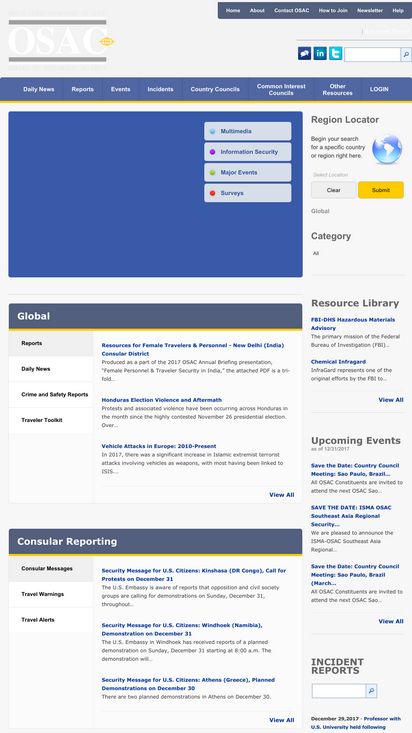 Home About Contact OSAC How to Join Newsletter Help
OSAC
Daily News Reports Events Incidents Country Councils Common Interest Councils Other Resources LOGIN
Multimedia
Information Security
Major Events
Surveys
Region Locator
Begin your search
for a specific country
or region right here.
Select Location
Clear Submit
Global
Category
All
Global
Reports
Daily News
Crime and Safety Reports
Traveler Toolkit
Resources for Female Travelers & Personnel - New Delhi (India)
Consular District
Produced as a part of the 2017 OSAC Annual Briefing presentation,
"Female Personnel & Traveler Security in India," the attached PDF is a tri-
fold...
Honduras Election Violence and Aftermath
Protests and associated violence have been occurring across Honduras in
the month since the highly contested November 26 presidential election.
Over...
Vehicle Attacks in Europe: 2010-Present
In 2017, there was a significant increase in Islamic extremist terrorist
attacks involving vehicles as weapons, with most having been linked to
ISIS....
View All
Resource Library
FBI-DHS Hazardous Materials
Advisory
The primary mission of the Federal
Bureau of Investigation (FBI)...
Chemical Infragard
InfraGard represents one of the
original efforts by the FBI to...
View All
Upcoming Events
as of 12/31/2017
Save the Date: Country Council
Meeting: Sao Paulo, Brazil...
All OSAC Constituents are invited to
attend the next OSAC Sao...
SAVE THE DATE: ISMA OSAC
Southeast Asia Regional
Security...
We are pleased to announce the
ISMA-OSAC Southeast Asia
Regional...
Save the Date: Country Council
Meeting: Sao Paulo, Brazil
(March...
All OSAC Constituents are invited to
attend the next OSAC Sao...
View All
Consular Reporting
Consular Messages
Travel Warnings
Travel Alerts
Security Message for U.S. Citizens: Kinshasa (DR Congo), Call for
Protests on December 31
The U.S. Embassy is aware of reports that opposition and civil society
groups are calling for demonstrations on Sunday, December 31,
throughout...
Security Message for U.S. Citizens: Windhoek (Namibia),
Demonstration on December 31
The U.S. Embassy in Windhoek has received reports of a planned
demonstration on Sunday, December 31 starting at 8:00 a.m. The
demonstration will...
Security Message for U.S. Citizens: Athens (Greece), Planned
Demonstrations on December 30
There are two planned demonstrations in Athens on December 30.
View All
INCIDENT
REPORTS
December 29,2017 - Professor with
U.S. University held following